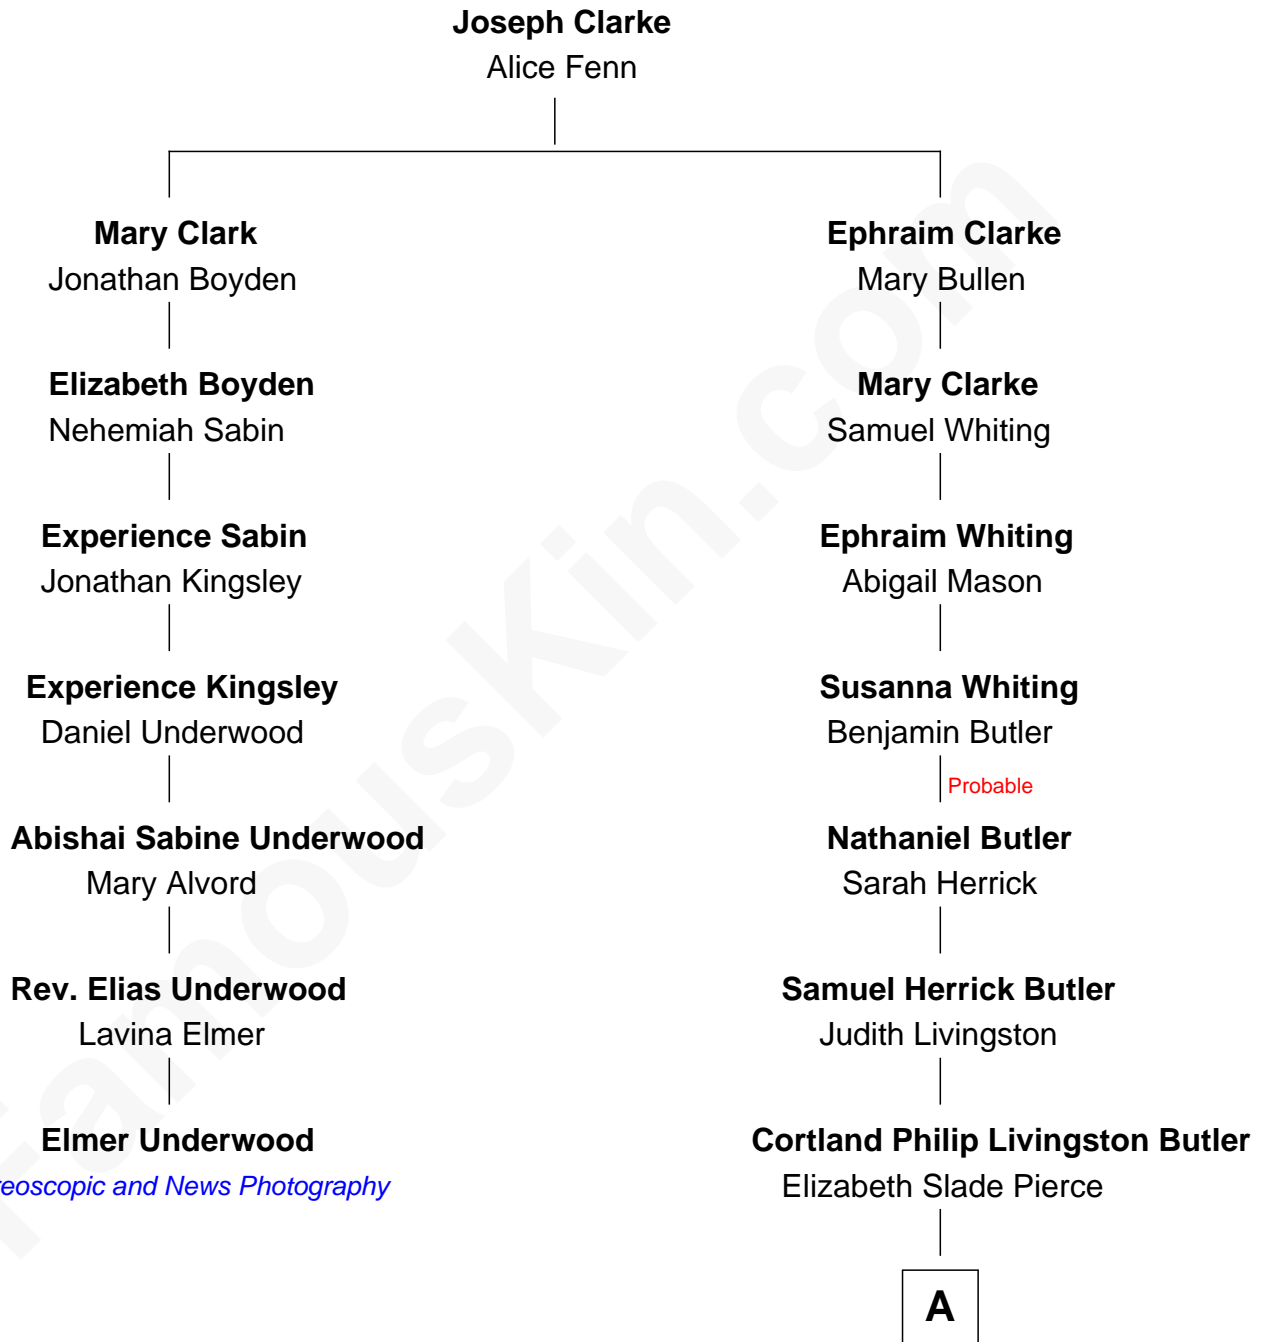 Joseph Clarke
Alice Fenn
Mary Clark
Jonathan Boyden
Elizabeth Boyden
Nehemiah Sabin
Experience Sabin
Jonathan Kingsley
Experience Kingsley
Daniel Underwood
Abishai Sabine Underwood
Mary Alvord
Rev. Elias Underwood
Lavina Elmer
Elmer Underwood
reoscopic and News Photography
Ephraim Clarke
Mary Bullen
Mary Clarke
Samuel Whiting
Ephraim Whiting
Abigail Mason
Susanna Whiting
Benjamin Butler
Probable
Nathaniel Butler
Sarah Herrick
Samuel Herrick Butler
Judith Livingston
Cortland Philip Livingston Butler
Elizabeth Slade Pierce
A
FamousKin.com